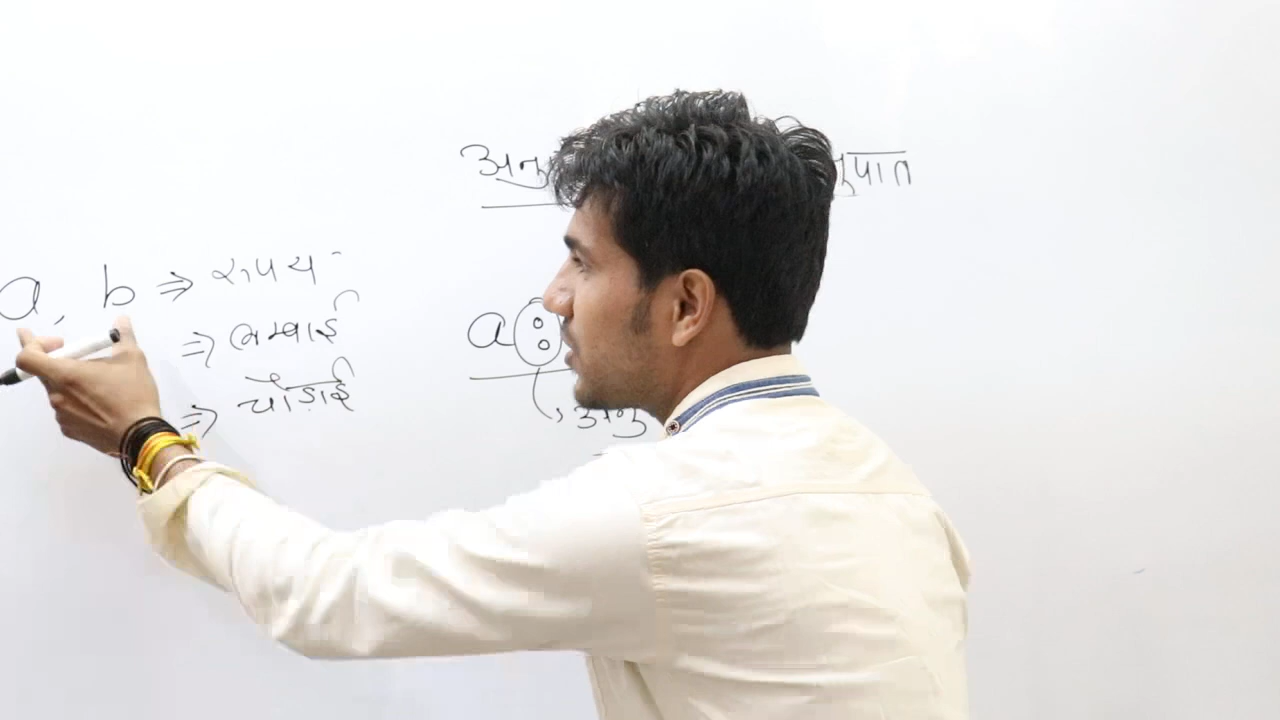 अनु नुपात
a, b ⇒ रुपय
⇒ लम्बाई
⇒ चौड़ाई
a :
अनु